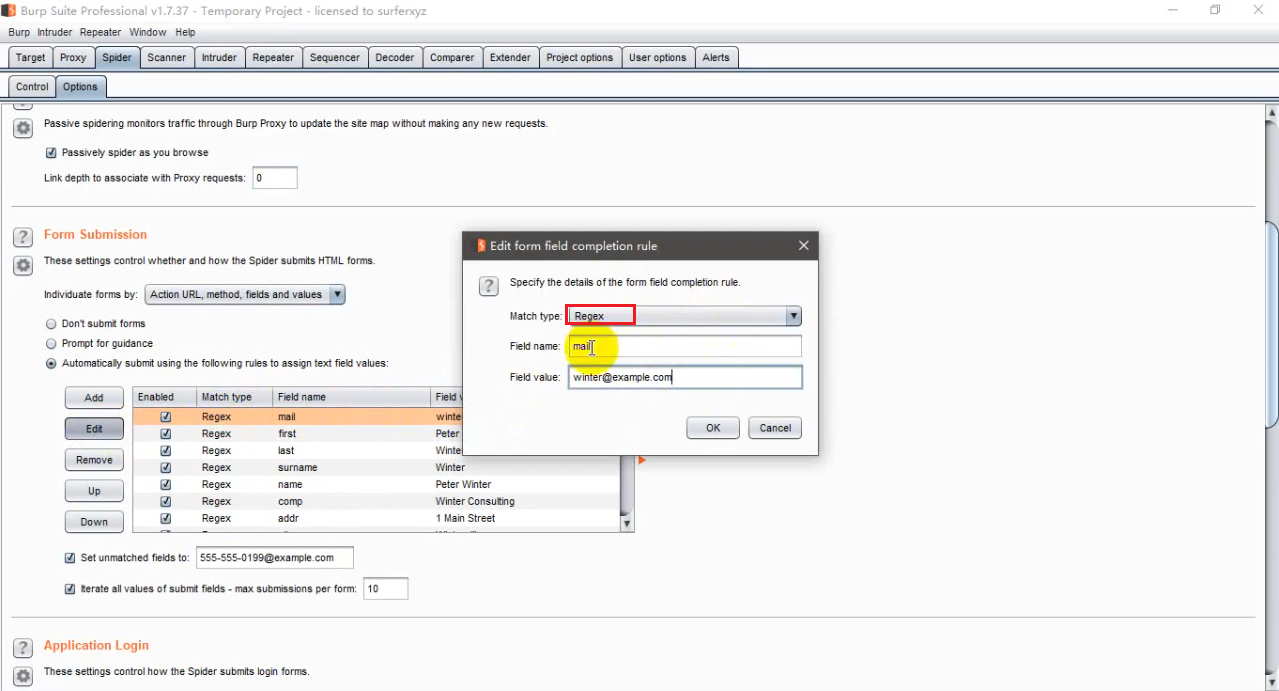 Burp Suite Professional v1.7.37 - Temporary Project - licensed to surferxyz
Burp Intruder Repeater Window Help
Target Proxy Spider Scanner Intruder Repeater Sequencer Decoder Comparer Extender Project options User options Alerts
Control Options
Passive spidering monitors traffic through Burp Proxy to update the site map without making any new requests.
Passively spider as you browse
Link depth to associate with Proxy requests: 0
? Form Submission
These settings control whether and how the Spider submits HTML forms.
Individuate forms by: Action URL, method, fields and values
Don't submit forms
Prompt for guidance
Automatically submit using the following rules to assign text field values:
Add
Edit
Remove
Up
Down
Enabled Match type Field name Field v
Regex mail winte
Regex first Peter
Regex last Winte
Regex surname Winter
Regex name Peter Winter
Regex comp Winter Consulting
Regex addr 1 Main Street
Edit form field completion rule
? Specify the details of the form field completion rule.
Match type: Regex
Field name: mail
Field value: winter@example.com
OK Cancel
Set unmatched fields to: 555-555-0199@example.com
Iterate all values of submit fields - max submissions per form: 10
? Application Login
These settings control how the Spider submits login forms.